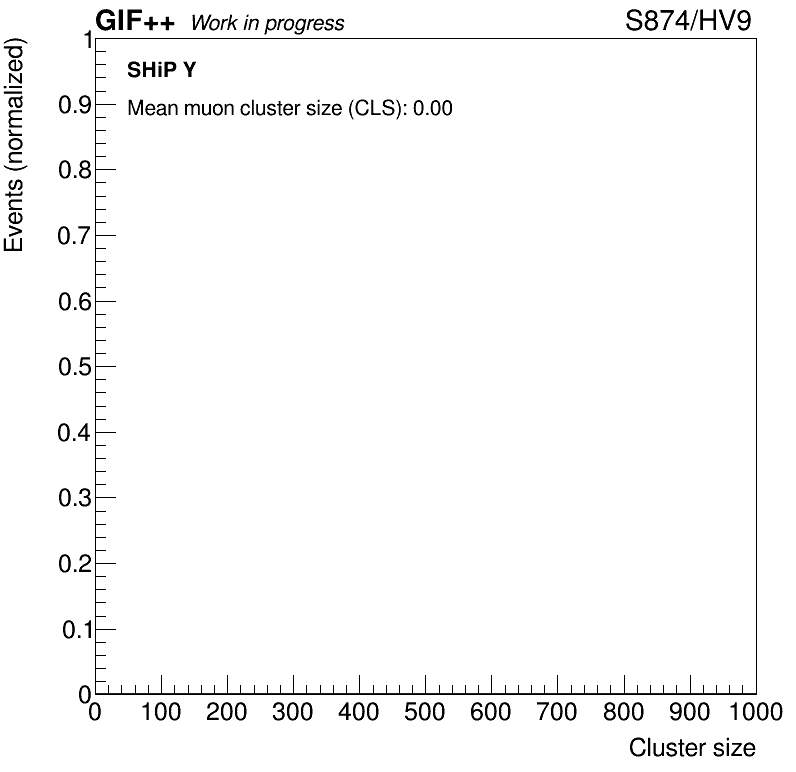 GIF++ Work in progress S874/HV9
Events (normalized)
SHiP Y
Mean muon cluster size (CLS): 0.00
1
0.9
0.8
0.7
0.6
0.5
0.4
0.3
0.2
0.1
0
0 100 200 300 400 500 600 700 800 900 1000
Cluster size